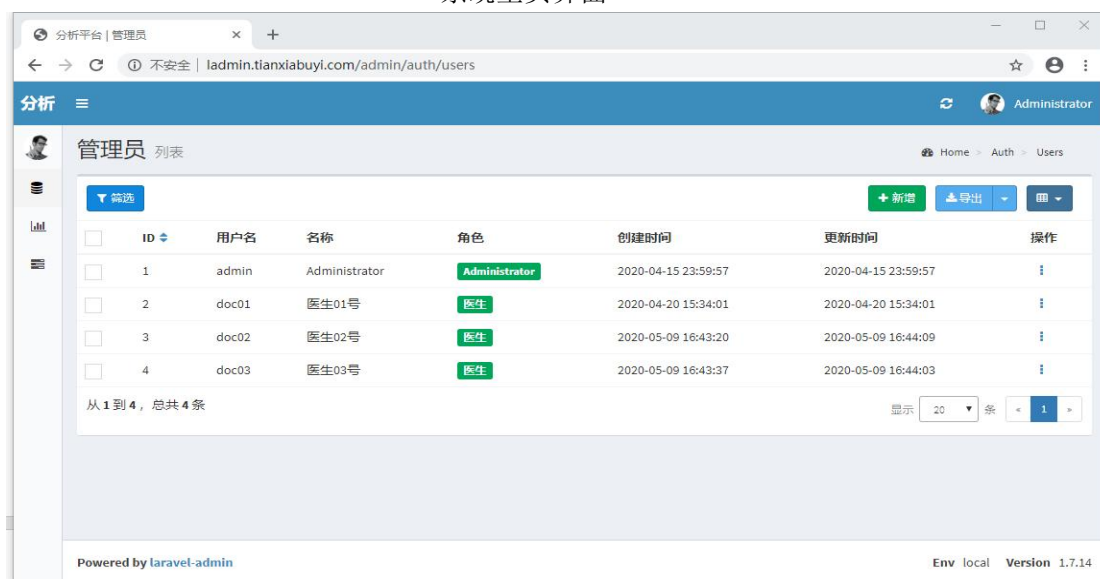 系统主页界面
分析平台 | 管理员 × +
不安全 | ladmin.tianxiabuyi.com/admin/auth/users
分析 Administrator
管理员 列表 Home > Auth > Users
筛选 新增 导出
ID 用户名 名称 角色 创建时间 更新时间 操作
1 admin Administrator Administrator 2020-04-15 23:59:57 2020-04-15 23:59:57
2 doc01 医生01号 医生 2020-04-20 15:34:01 2020-04-20 15:34:01
3 doc02 医生02号 医生 2020-05-09 16:43:20 2020-05-09 16:44:09
4 doc03 医生03号 医生 2020-05-09 16:43:37 2020-05-09 16:44:03
从 1 到 4 ，总共 4 条 显示 20 条 « 1 »
Powered by laravel-admin Env local Version 1.7.14